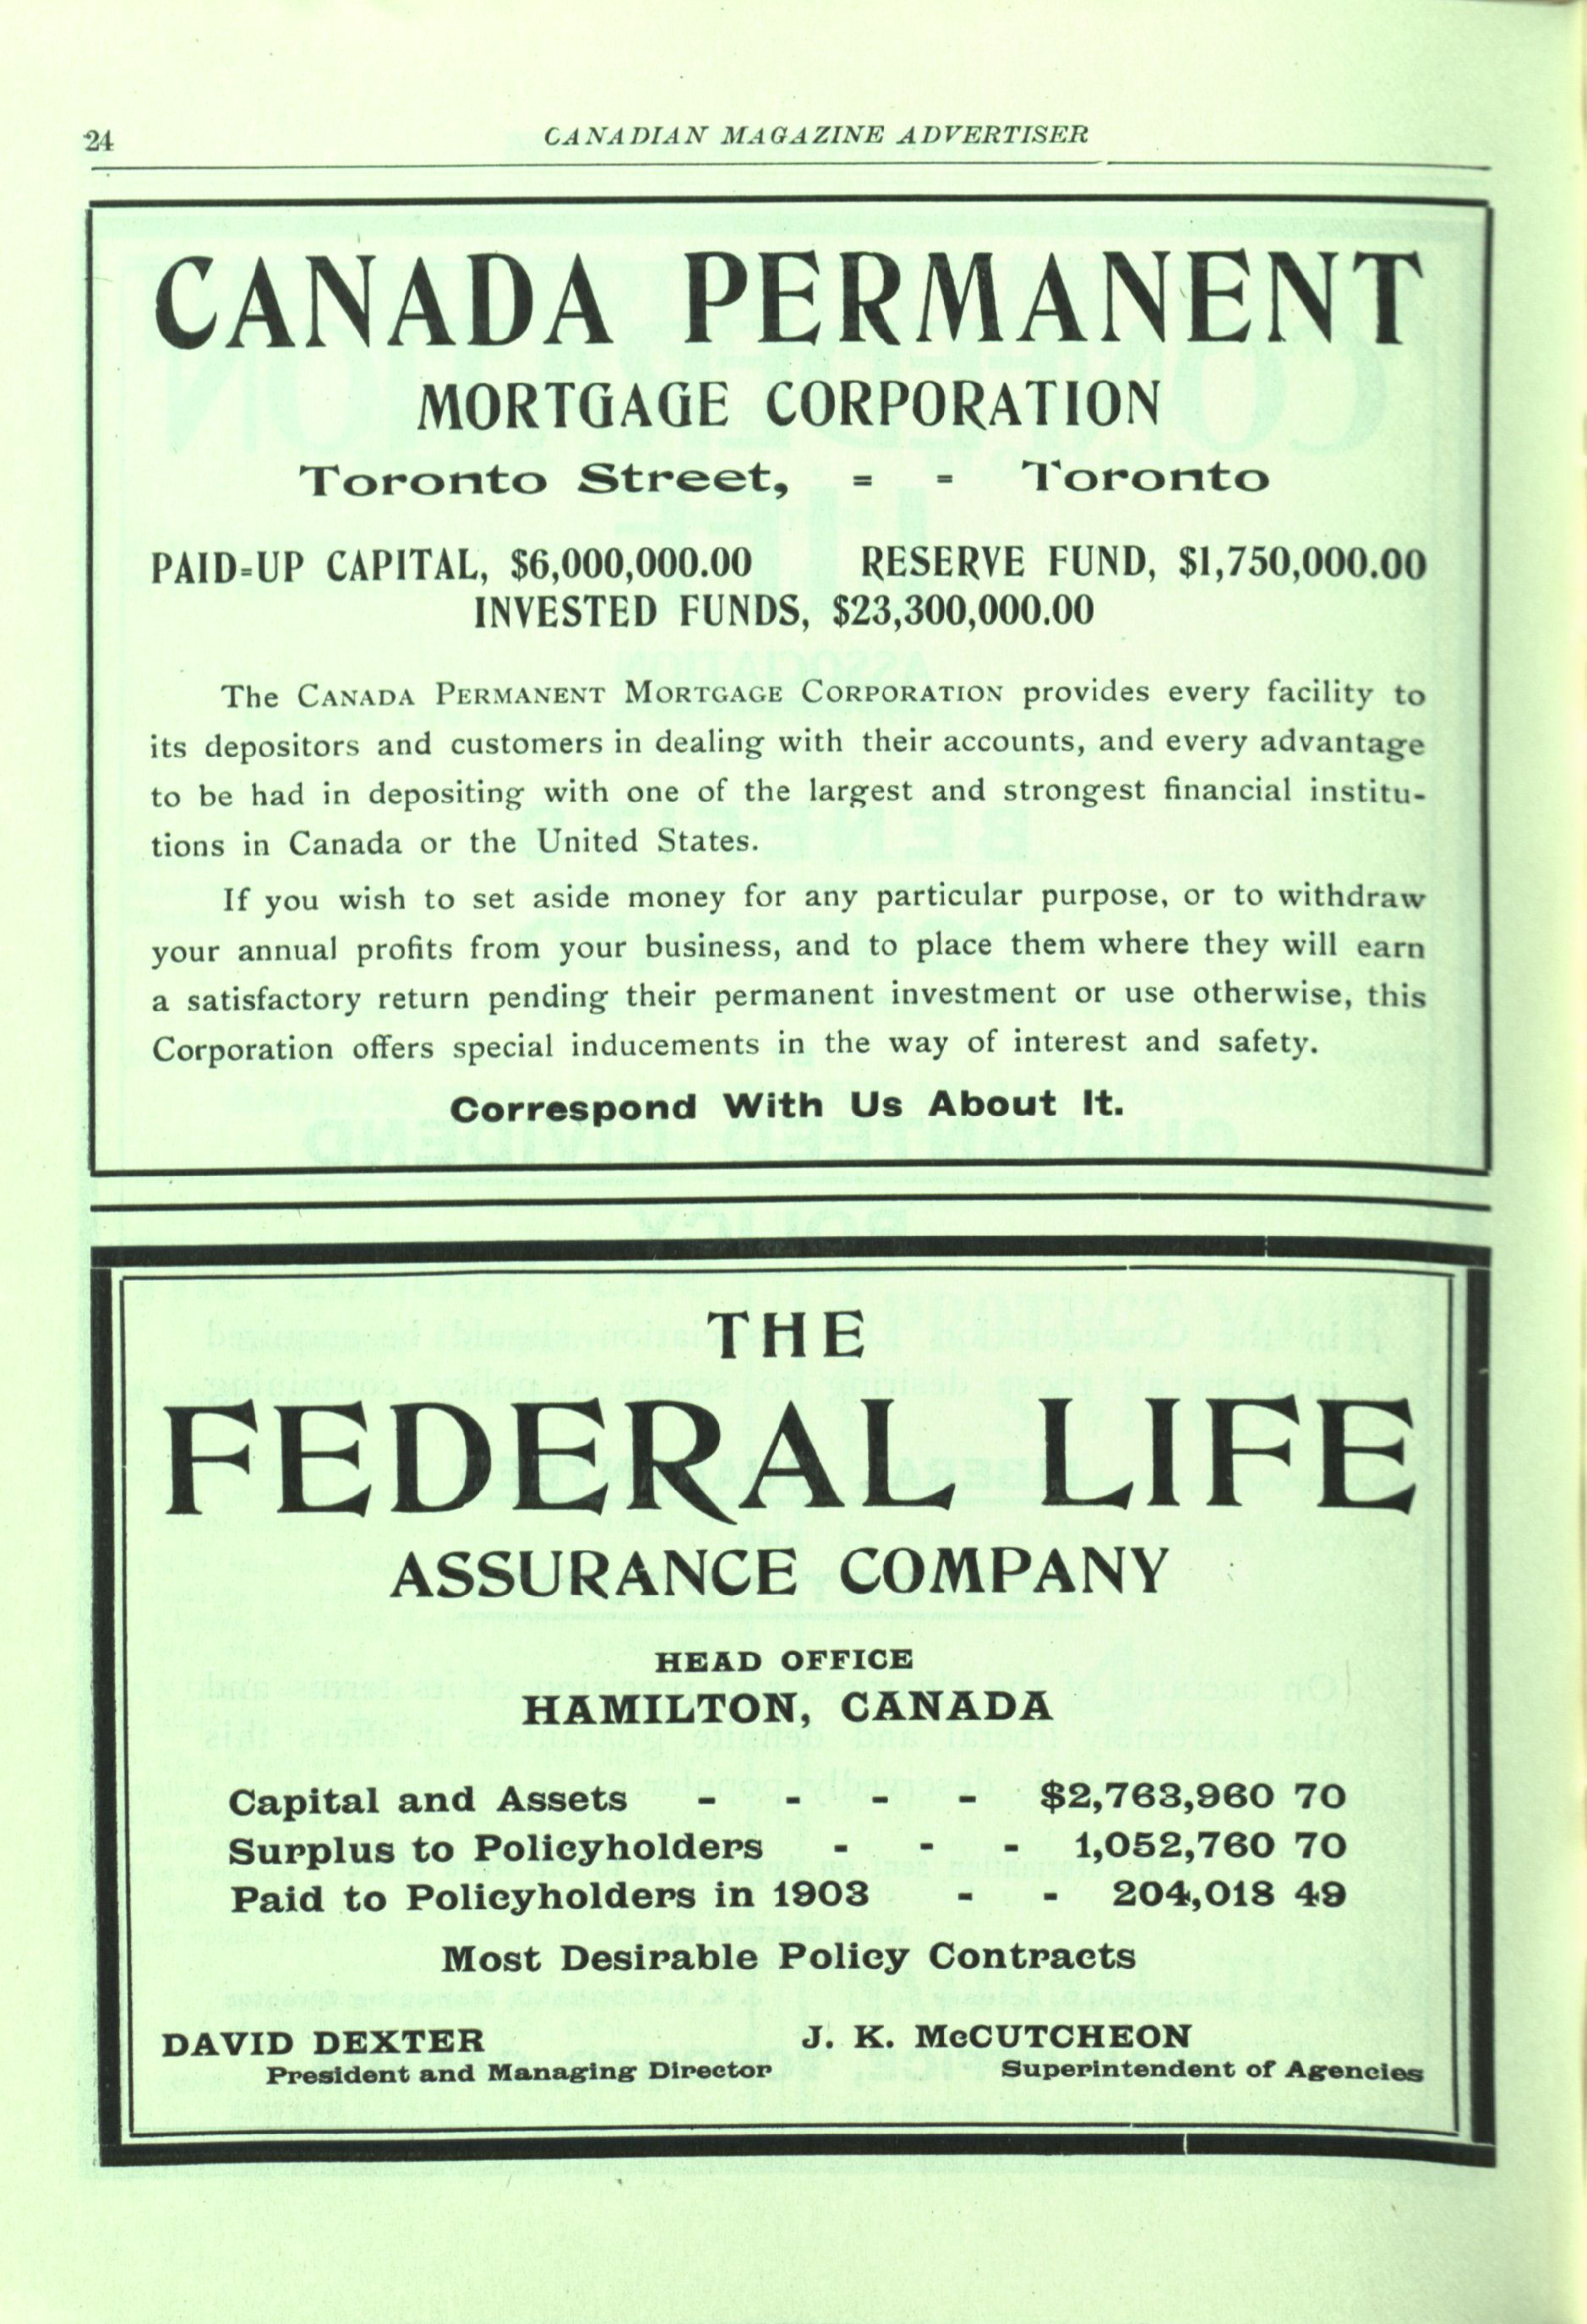 24
CANADIAN MAGAZINE ADVERTISER
CANADA PERMANENT
MORTGAGE CORPORATION
Toronto Street, = - Toronto
PAID-UP CAPITAL, $6,000,000.00 RESERVE FUND, $1,750,000.00
INVESTED FUNDS, $23,300,000.00
The CANADA PERMANENT MORTGAGE CORPORATION provides every facility to
its depositors and customers in dealing with their accounts, and every advantage
to be had in depositing with one of the largest and strongest financial institu-
tions in Canada or the United States.
If you wish to set aside money for any particular purpose, or to withdraw
your annual profits from your business, and to place them where they will earn
a satisfactory return pending their permanent investment or use otherwise, this
Corporation offers special inducements in the way of interest and safety.
Correspond With Us About It.
THE
FEDERAL LIFE
ASSURANCE COMPANY
HEAD OFFICE
HAMILTON, CANADA
Capital and Assets - - - - $2,763,960 70
Surplus to Policyholders - - - 1,052,760 70
Paid to Policyholders in 1903 - - 204,018 49
Most Desirable Policy Contracts
DAVID DEXTER J. K. McCUTCHEON
President and Managing Director Superintendent of Agencies